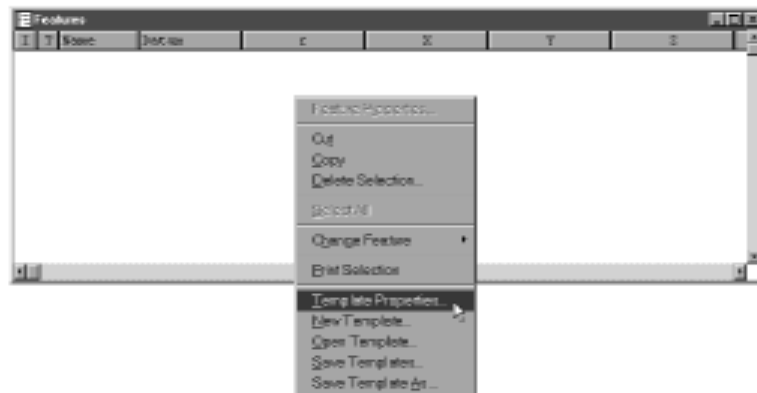 Features
I T Name Datum r X Y Z
Feature Properties...
Cut
Copy
Delete Selection...
Select All
Change Feature
Print Selection
Template Properties...
New Template...
Open Template...
Save Templates...
Save Template As...